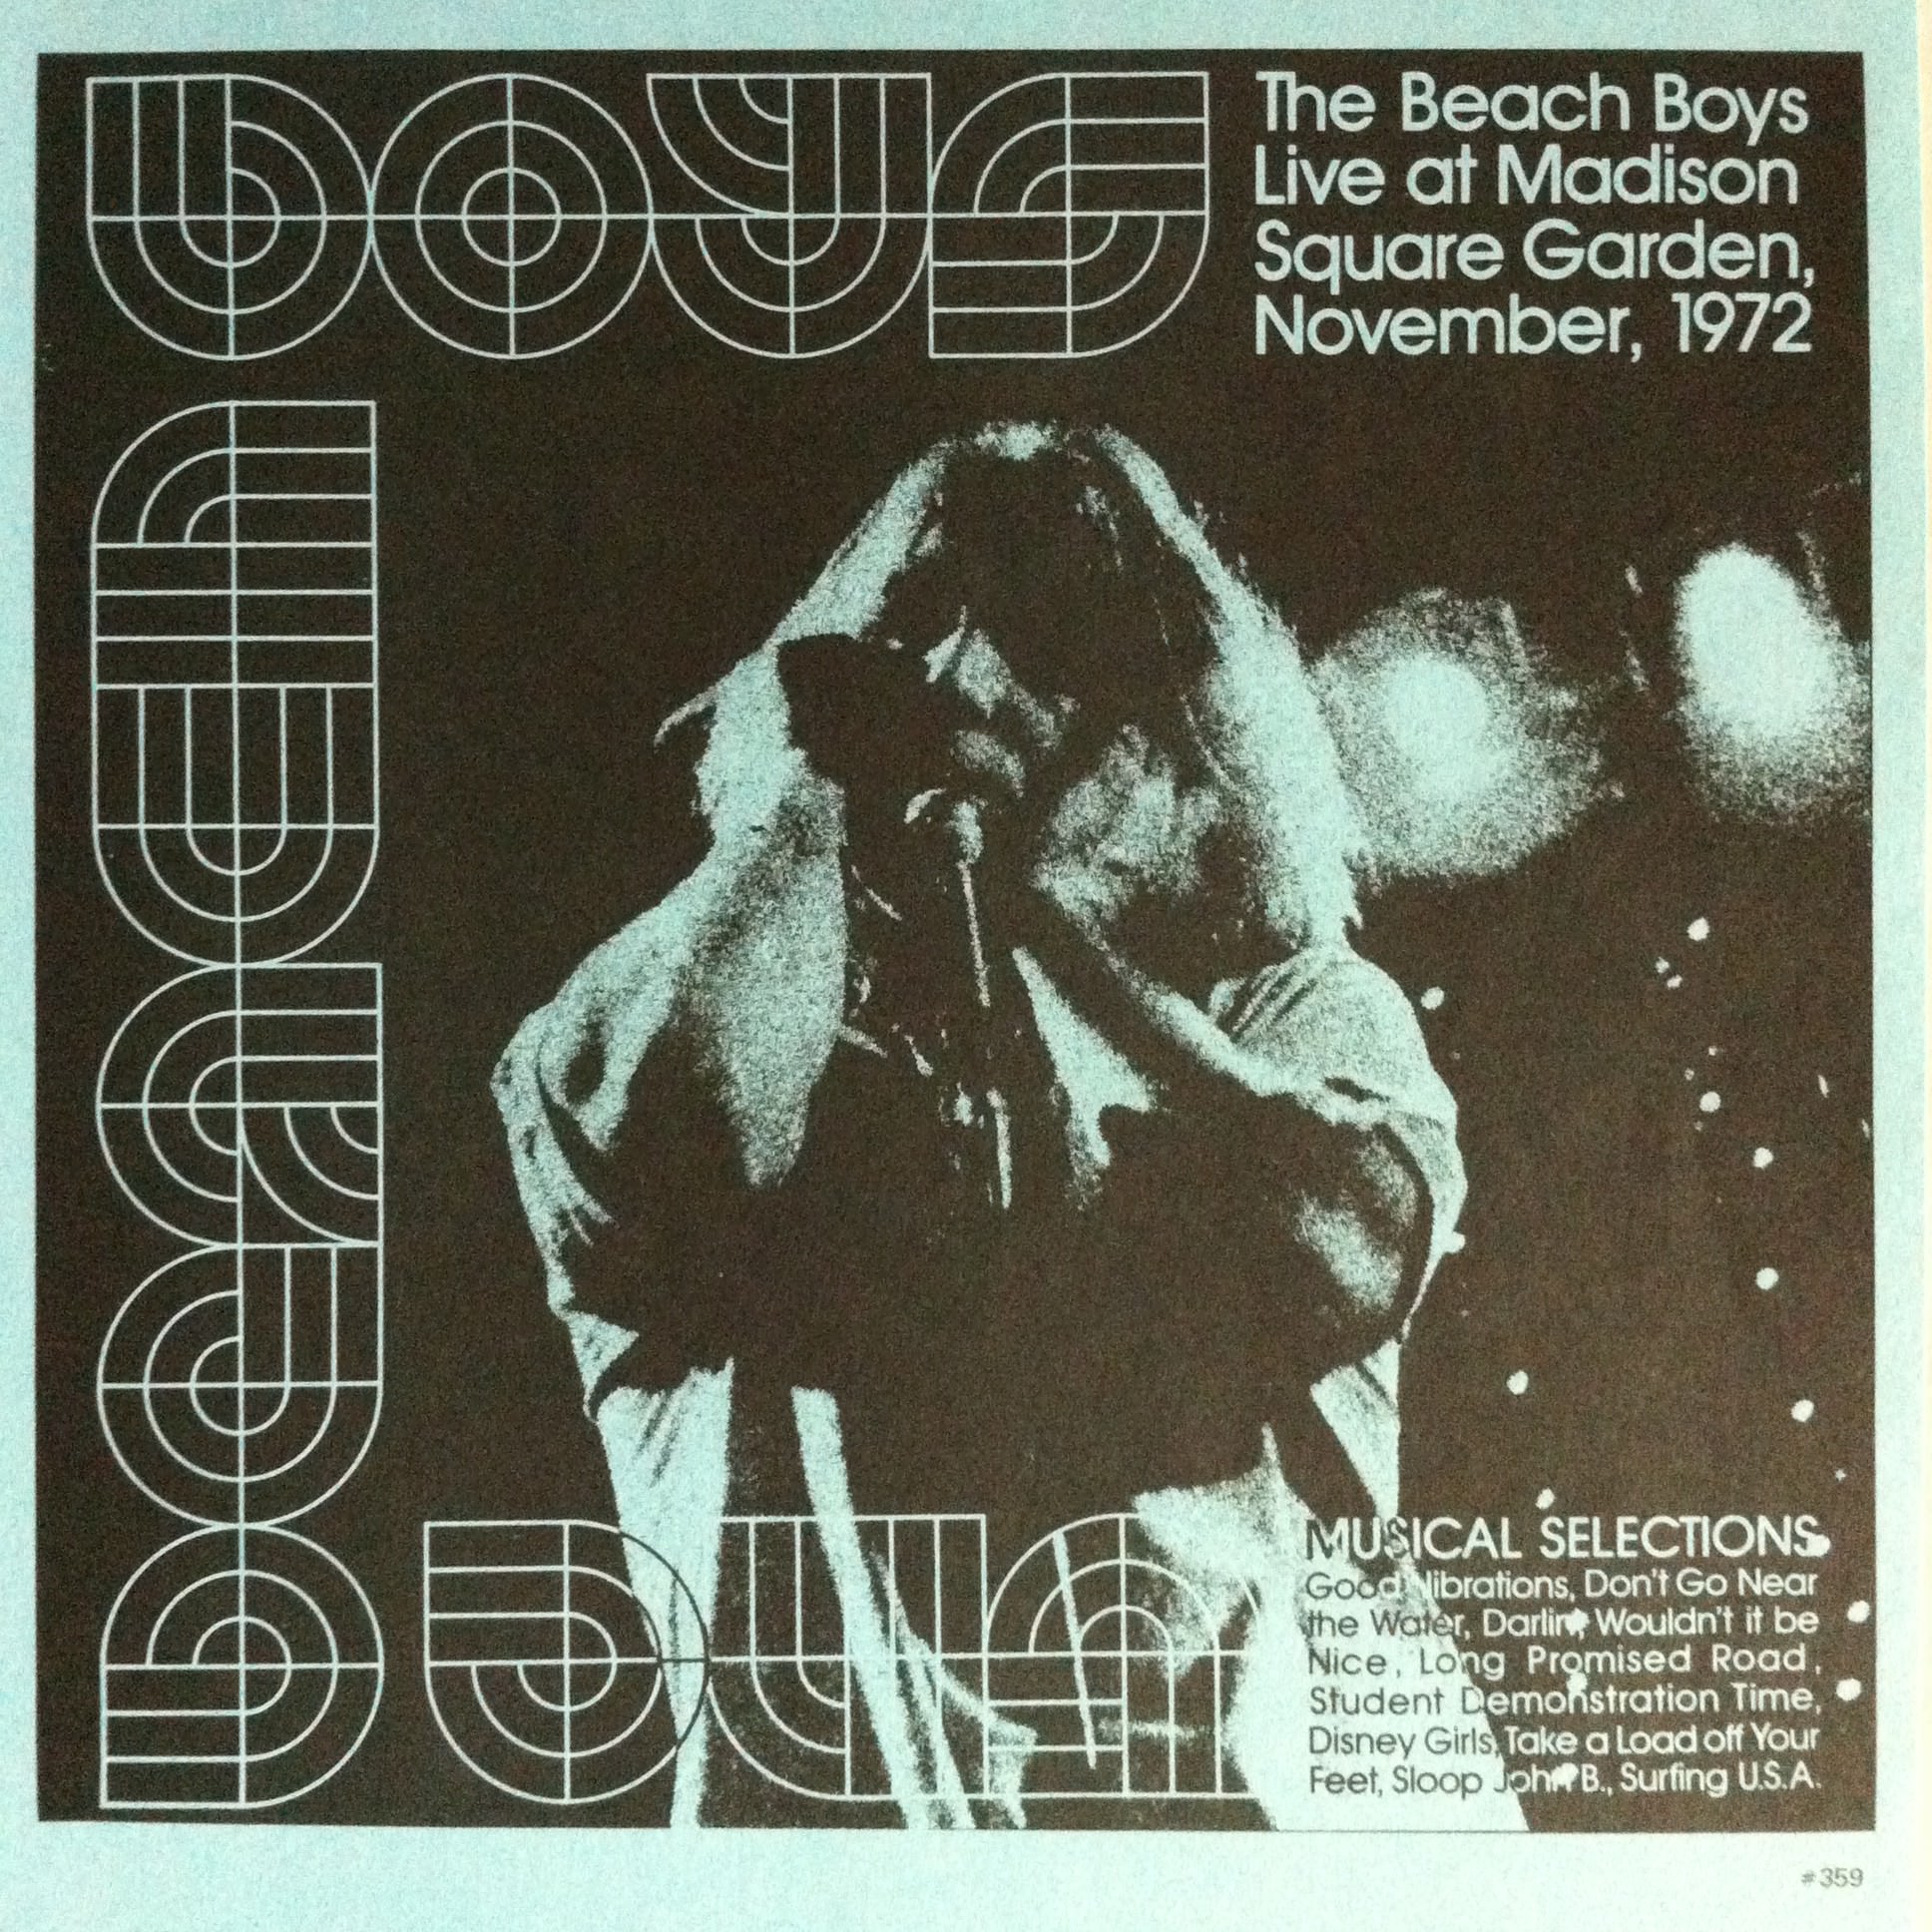 boys
beach
The Beach Boys
Live at Madison
Square Garden,
November, 1972
MUSICAL SELECTIONS
Good Vibrations, Don't Go Near
the Water, Darlin, Wouldn't it be
Nice, Long Promised Road,
Student Demonstration Time,
Disney Girls, Take a Load off Your
Feet, Sloop John B., Surfing U.S.A.
#359